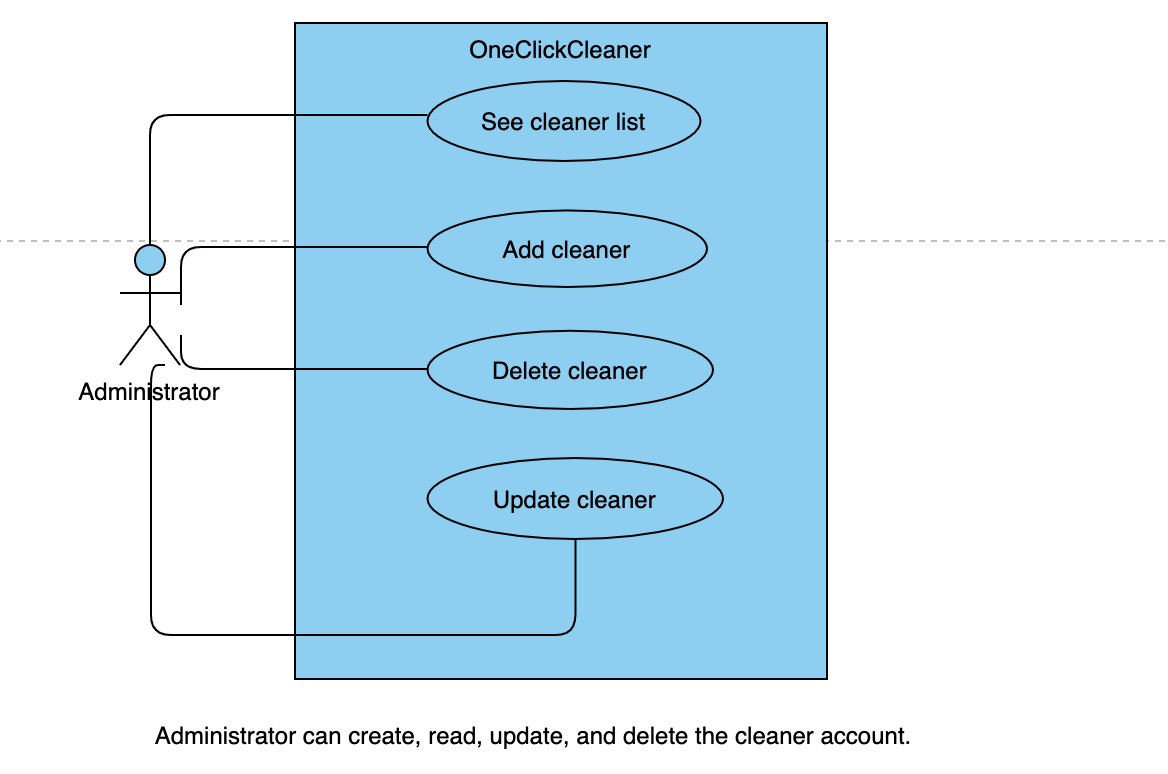 OneClickCleaner
See cleaner list
Add cleaner
Delete cleaner
Administrator
Update cleaner
Administrator can create, read, update, and delete the cleaner account.